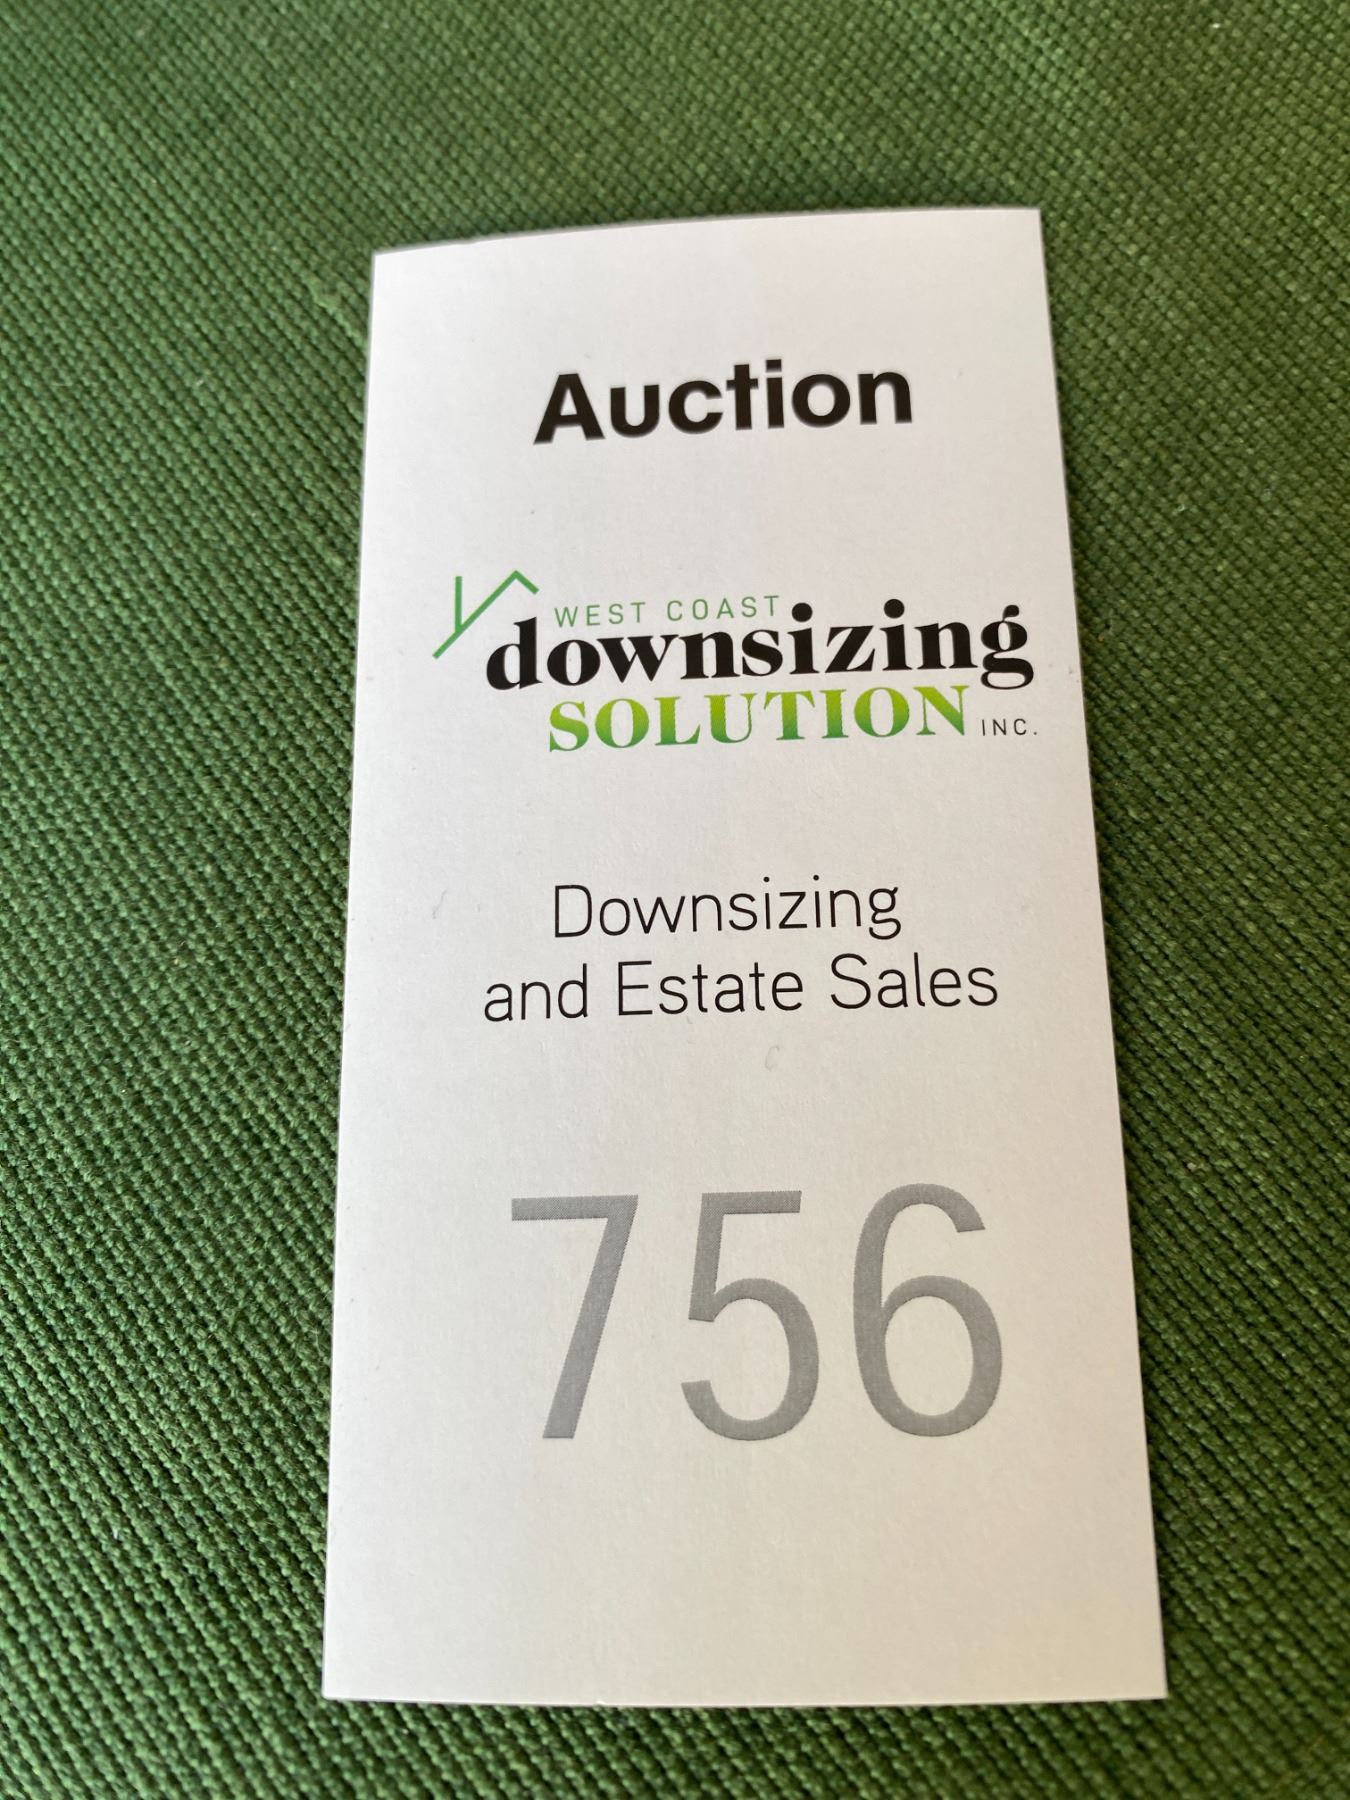 Auction
WEST COAST
downsizing
SOLUTION INC.
Downsizing
and Estate Sales
756